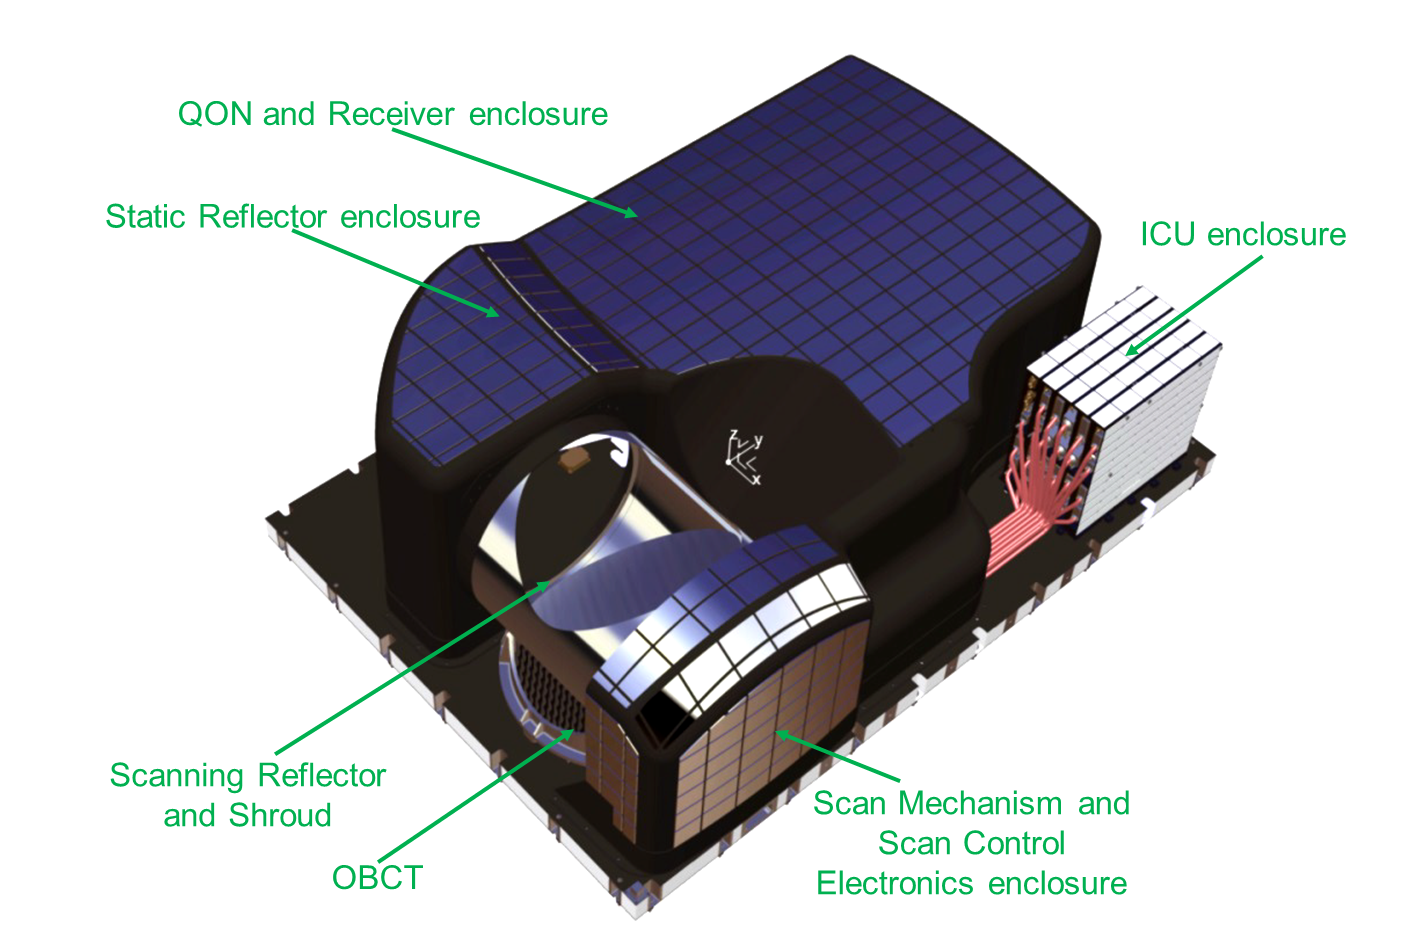 QON and Receiver enclosure
Static Reflector enclosure
ICU enclosure
z
y
x
Scanning Reflector
and Shroud
OBCT
Scan Mechanism and
Scan Control
Electronics enclosure